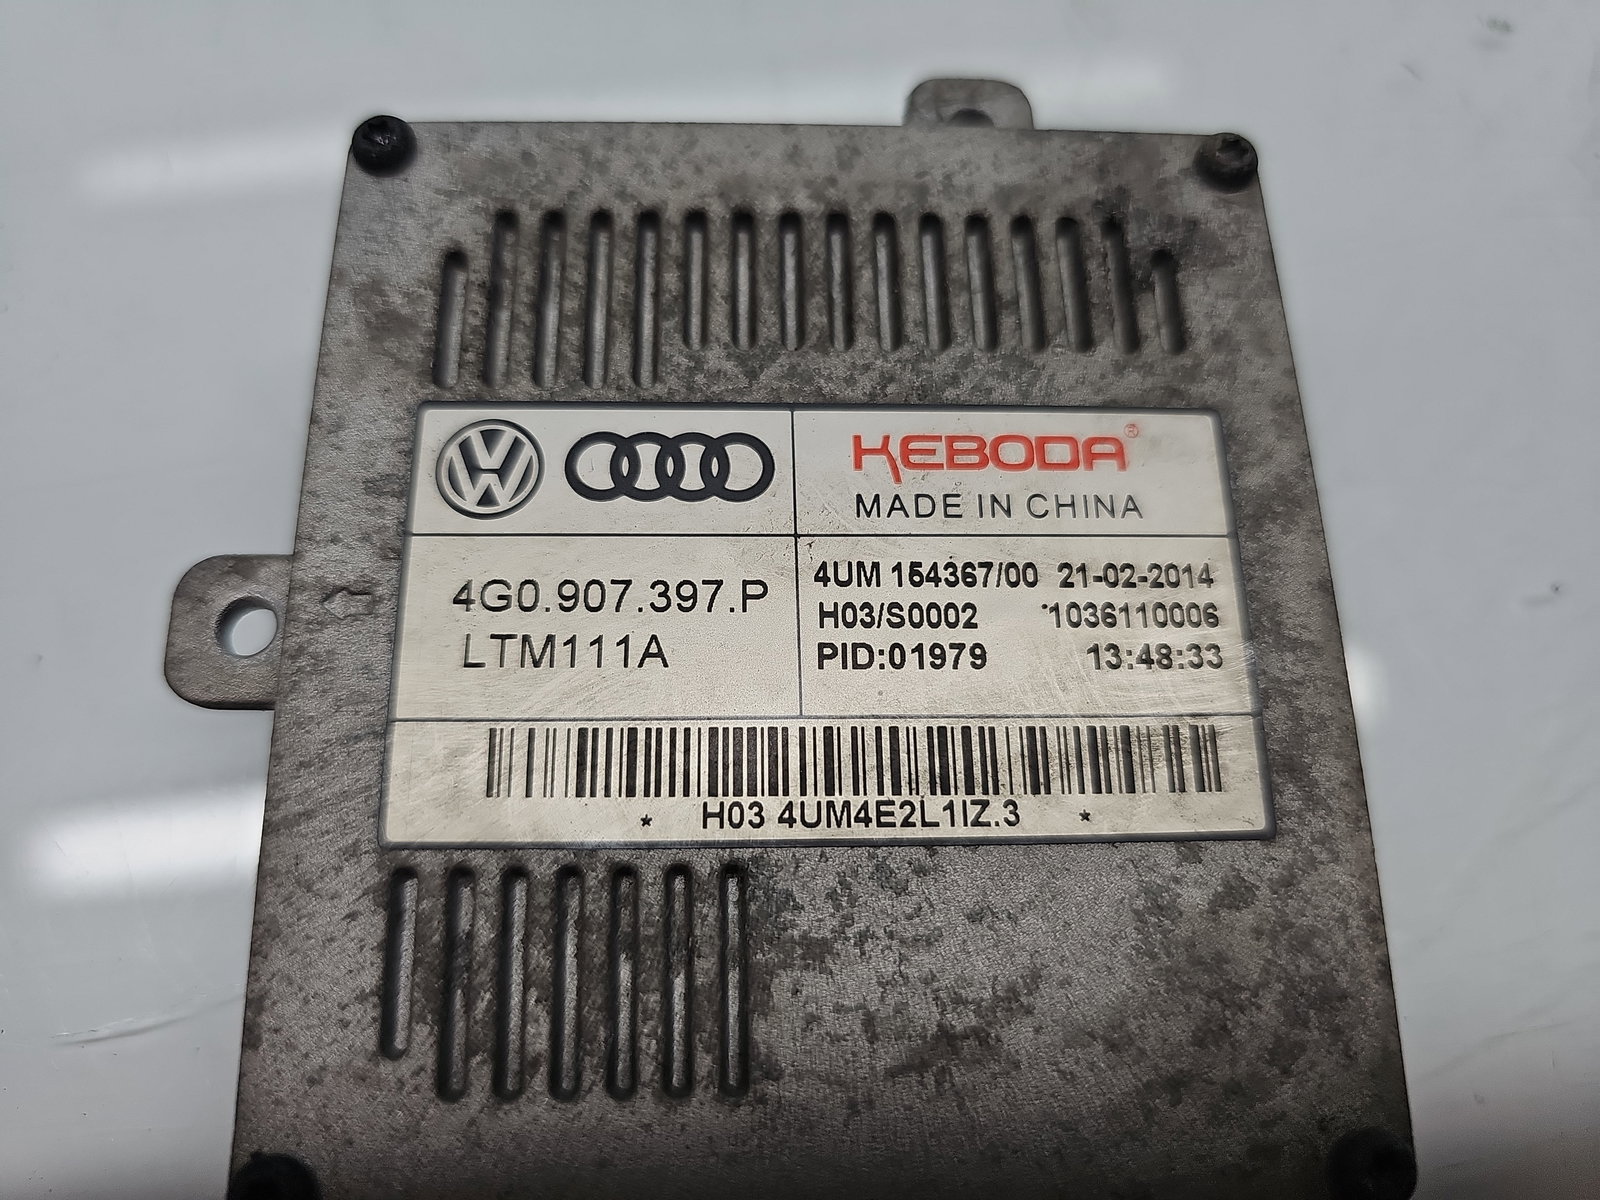 KEBODA®
MADE IN CHINA
4G0.907.397.P
LTM111A
4UM 154367/00 21-02-2014
H03/S0002 1036110006
PID:01979 13:48:33
* H03 4UM4E2L1IZ.3 *